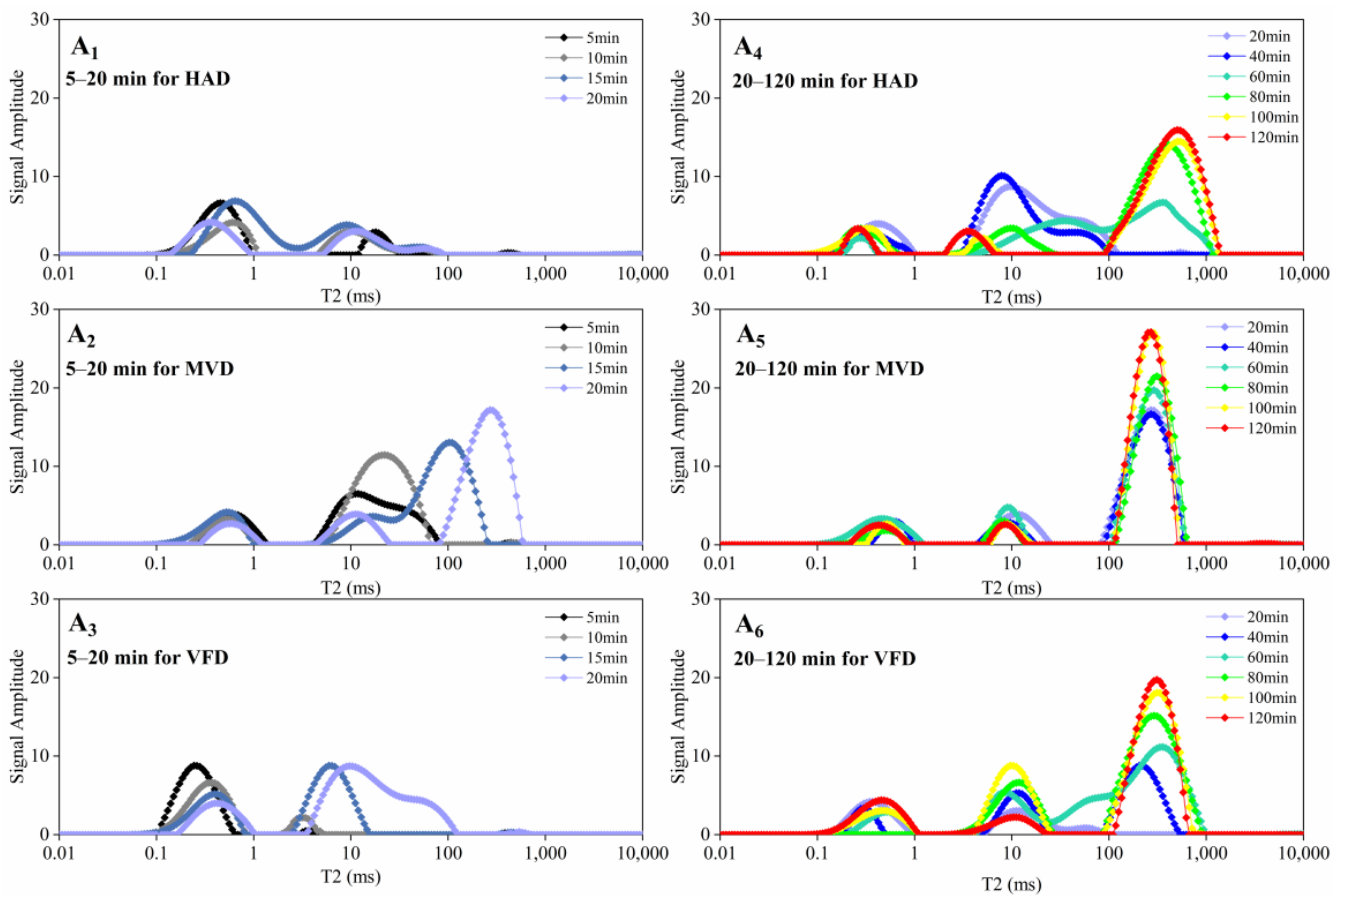 A1
5–20 min for HAD
5min
10min
15min
20min
Signal Amplitude
30
20
10
0
0.01 0.1 1 10 100 1,000 10,000
T2 (ms)
A4
20–120 min for HAD
20min
40min
60min
80min
100min
120min
Signal Amplitude
30
20
10
0
0.01 0.1 1 10 100 1,000 10,000
T2 (ms)
A2
5–20 min for MVD
5min
10min
15min
20min
Signal Amplitude
30
20
10
0
0.01 0.1 1 10 100 1,000 10,000
T2 (ms)
A5
20–120 min for MVD
20min
40min
60min
80min
100min
120min
Signal Amplitude
30
20
10
0
0.01 0.1 1 10 100 1,000 10,000
T2 (ms)
A3
5–20 min for VFD
5min
10min
15min
20min
Signal Amplitude
30
20
10
0
0.01 0.1 1 10 100 1,000 10,000
T2 (ms)
A6
20–120 min for VFD
20min
40min
60min
80min
100min
120min
Signal Amplitude
30
20
10
0
0.01 0.1 1 10 100 1,000 10,000
T2 (ms)